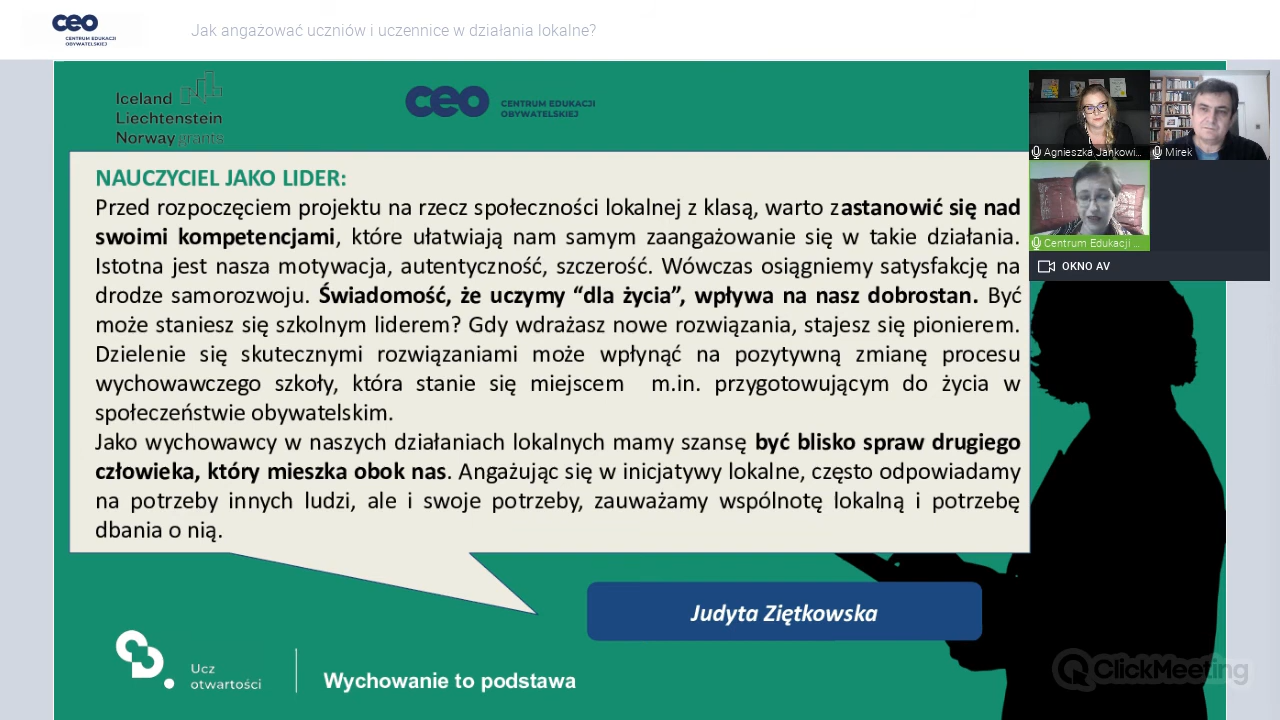 ceo
CENTRUM EDUKACJI
OBYWATELSKIEJ
Jak angażować uczniów i uczennice w działania lokalne?
Iceland
Liechtenstein
Norway grants
ceo
CENTRUM EDUKACJI
OBYWATELSKIEJ
Agnieszka Jankowi...
Mirek
Centrum Edukacji ...
OKNO AV
NAUCZYCIEL JAKO LIDER:
Przed rozpoczęciem projektu na rzecz społeczności lokalnej z klasą, warto zastanowić się nad
swoimi kompetencjami, które ułatwiają nam samym zaangażowanie się w takie działania.
Istotna jest nasza motywacja, autentyczność, szczerość. Wówczas osiągniemy satysfakcję na
drodze samorozwoju. Świadomość, że uczymy “dla życia”, wpływa na nasz dobrostan. Być
może staniesz się szkolnym liderem? Gdy wdrażasz nowe rozwiązania, stajesz się pionierem.
Dzielenie się skutecznymi rozwiązaniami może wpłynąć na pozytywną zmianę procesu
wychowawczego szkoły, która stanie się miejscem m.in. przygotowującym do życia w
społeczeństwie obywatelskim.
Jako wychowawcy w naszych działaniach lokalnych mamy szansę być blisko spraw drugiego
człowieka, który mieszka obok nas. Angażując się w inicjatywy lokalne, często odpowiadamy
na potrzeby innych ludzi, ale i swoje potrzeby, zauważamy wspólnotę lokalną i potrzebę
dbania o nią.
Judyta Ziętkowska
Ucz
otwartości
Wychowanie to podstawa
ClickMeeting